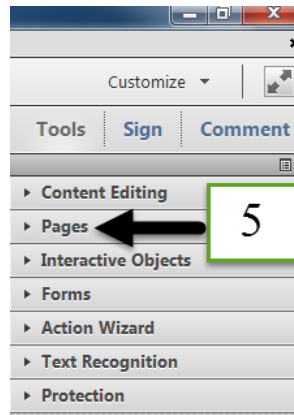 Customize
Tools Sign Comment
Content Editing
Pages
5
Interactive Objects
Forms
Action Wizard
Text Recognition
Protection